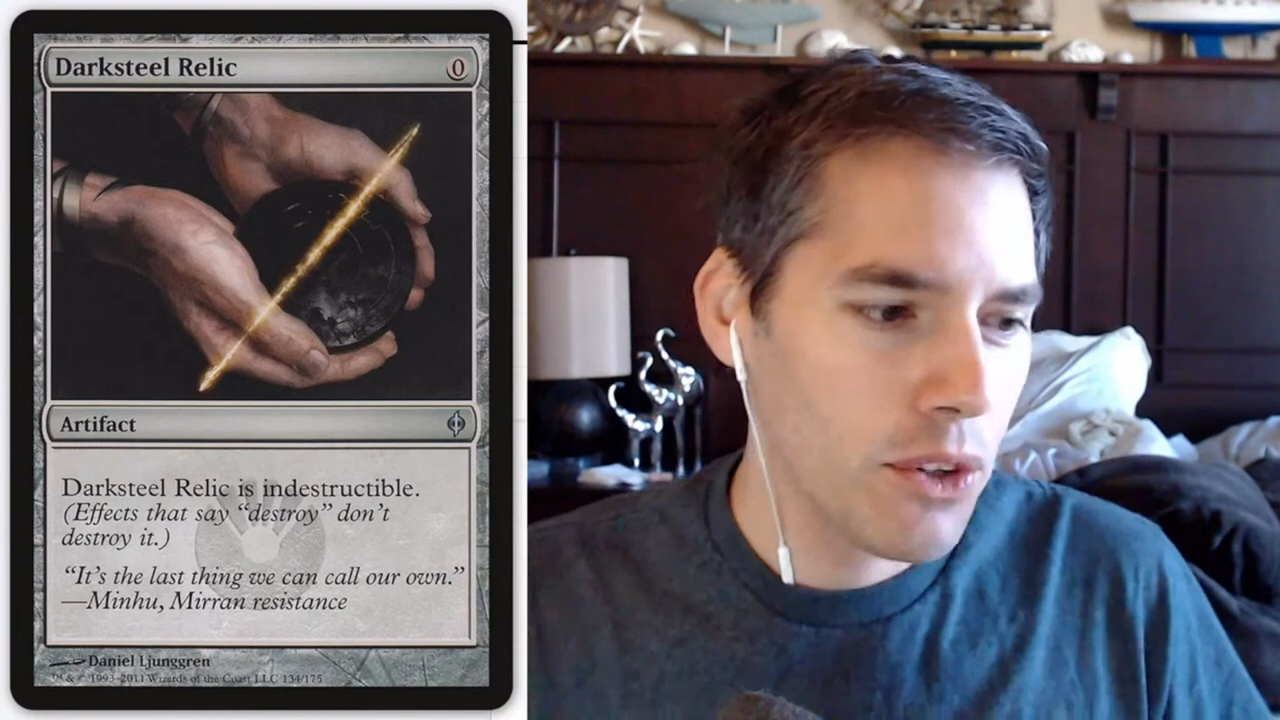 Darksteel Relic 0
Artifact
Darksteel Relic is indestructible.
(Effects that say “destroy” don’t
destroy it.)
“It’s the last thing we can call our own.”
—Minhu, Mirran resistance
Daniel Ljunggren
™ & © 1993–2011 Wizards of the Coast LLC 134/175